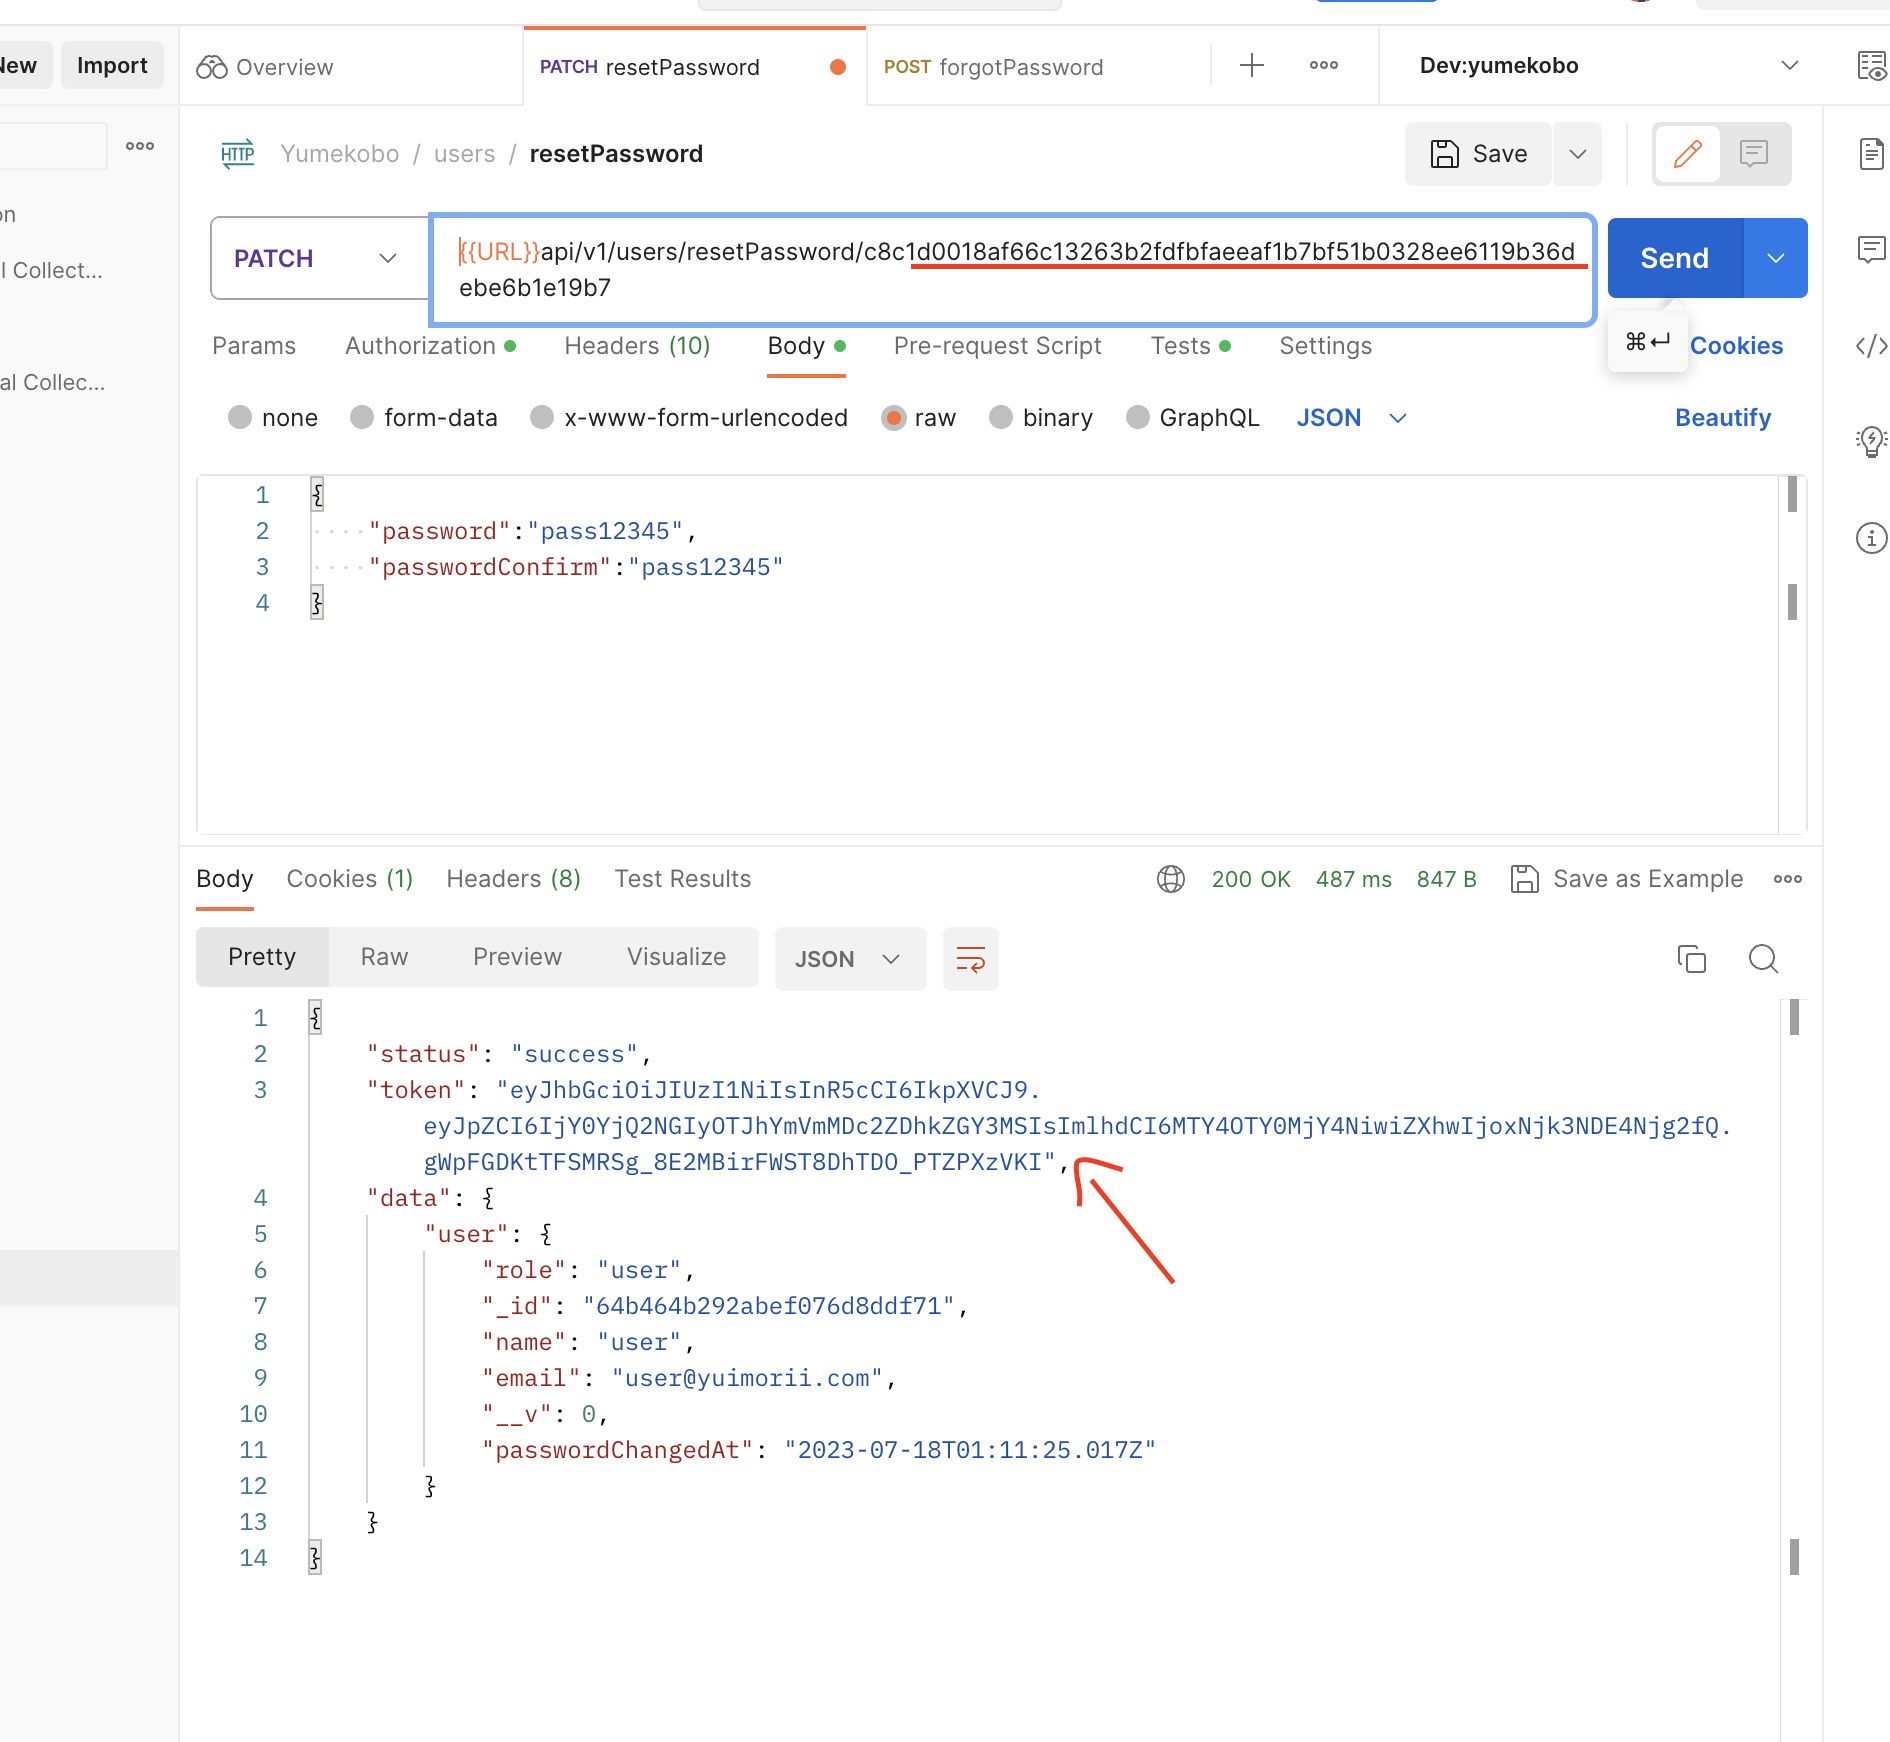 New
Import
Overview
PATCH resetPassword
POST forgotPassword
Dev:yumekobo
HTTP Yumekobo / users / resetPassword
Save
on
l Collect...
al Collec...
PATCH
{{URL}}api/v1/users/resetPassword/c8c1d0018af66c13263b2fdfbfaeeaf1b7bf51b0328ee6119b36d
ebe6b1e19b7
Send
⌘↵
Params Authorization Headers (10) Body Pre-request Script Tests Settings Cookies
none form-data x-www-form-urlencoded raw binary GraphQL JSON Beautify
1 {
2 "password":"pass12345",
3 "passwordConfirm":"pass12345"
4 }
Body Cookies (1) Headers (8) Test Results 200 OK 487 ms 847 B Save as Example
Pretty Raw Preview Visualize JSON
1 {
2 "status": "success",
3 "token": "eyJhbGciOiJIUzI1NiIsInR5cCI6IkpXVCJ9.
eyJpZCI6IjY0YjQ2NGIyOTJhYmVmMDc2ZDhkZGY3MSIsImlhdCI6MTY4OTY0MjY4NiwiZXhwIjoxNjk3NDE4Njg2fQ.
gWpFGDKtTFSMRSg_8E2MBirFWST8DhTDO_PTZPXzVKI",
4 "data": {
5 "user": {
6 "role": "user",
7 "_id": "64b464b292abef076d8ddf71",
8 "name": "user",
9 "email": "user@yuimorii.com",
10 "__v": 0,
11 "passwordChangedAt": "2023-07-18T01:11:25.017Z"
12 }
13 }
14 }